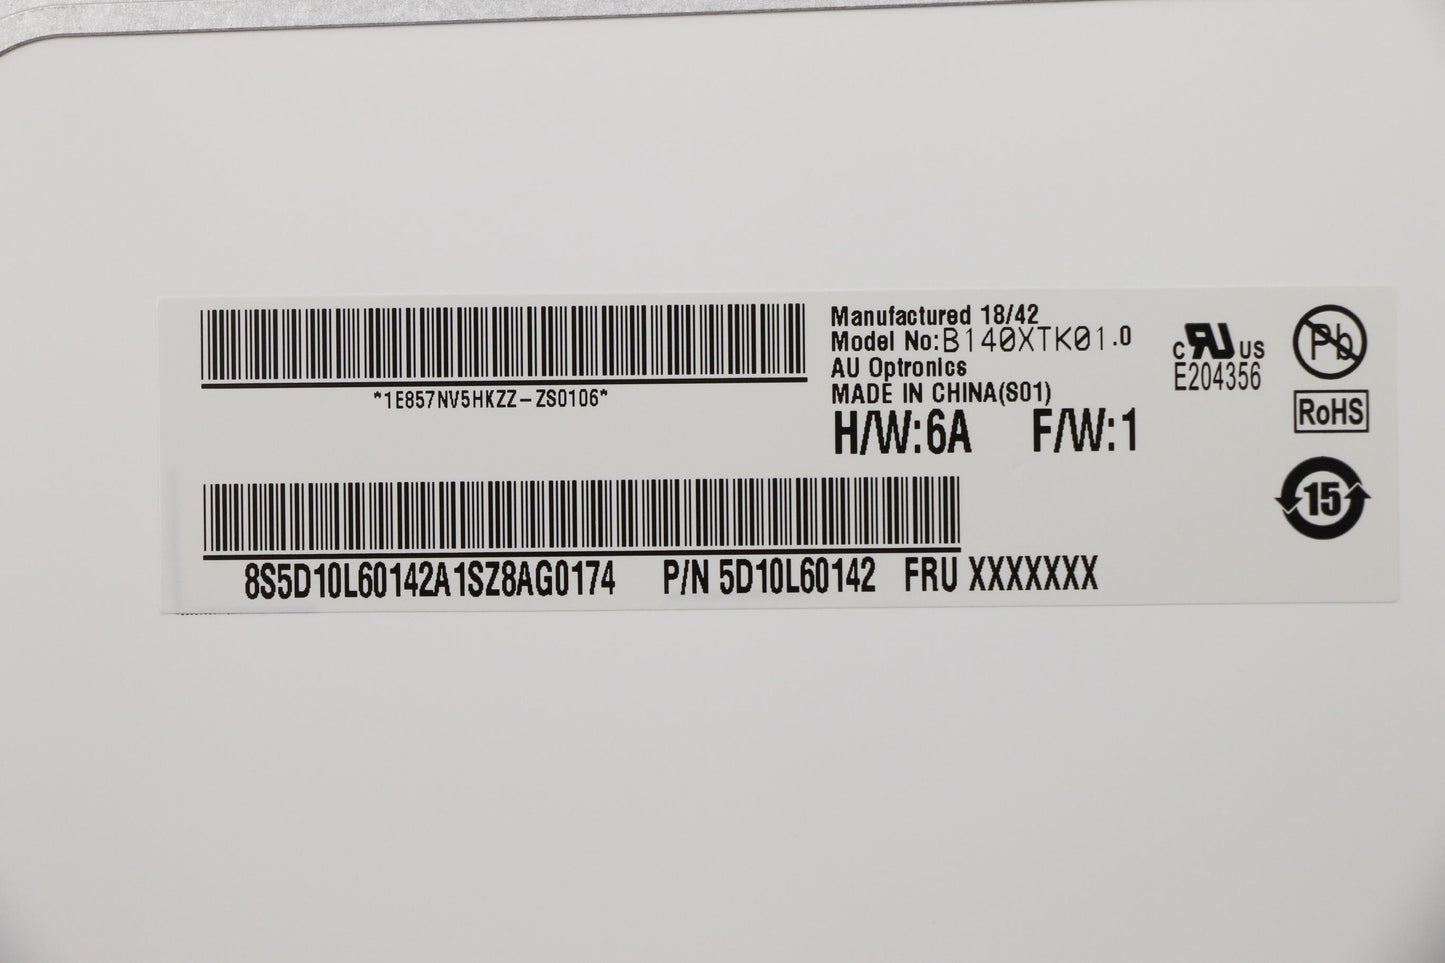 *1E857NV5HKZZ-ZS0106*
Manufactured 18/42
Model No:B140XTK01.0
AU Optronics
MADE IN CHINA(S01)
H/W:6A F/W:1
c RU US
E204356
Pb
RoHS
15
8S5D10L60142A1SZ8AG0174 P/N 5D10L60142 FRU XXXXXXX